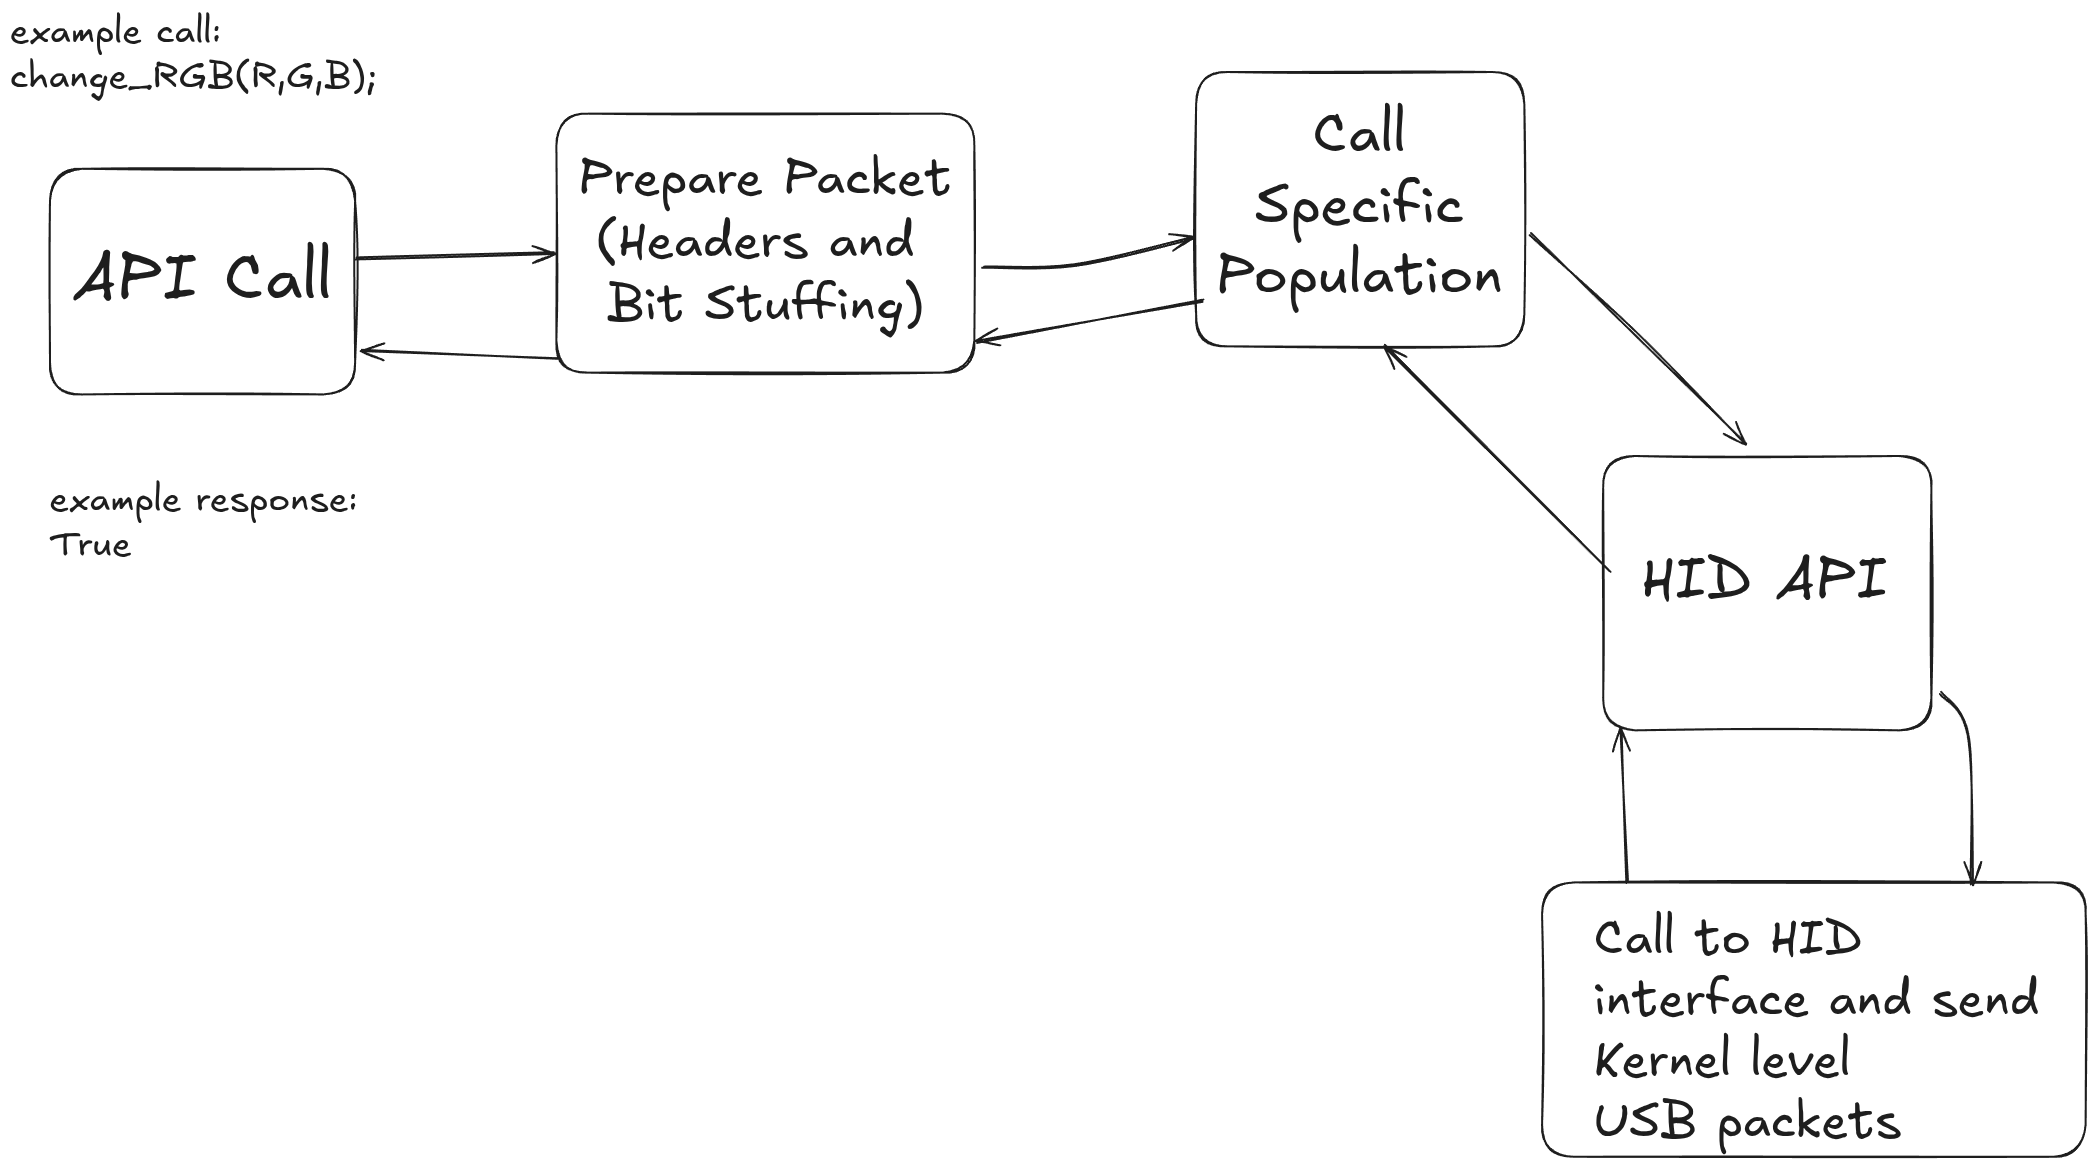 example call:
change_RGB(R,G,B);
API Call
Prepare Packet
(Headers and
Bit Stuffing)
Call
Specific
Population
example response:
True
HID API
Call to HID
interface and send
Kernel level
USB packets